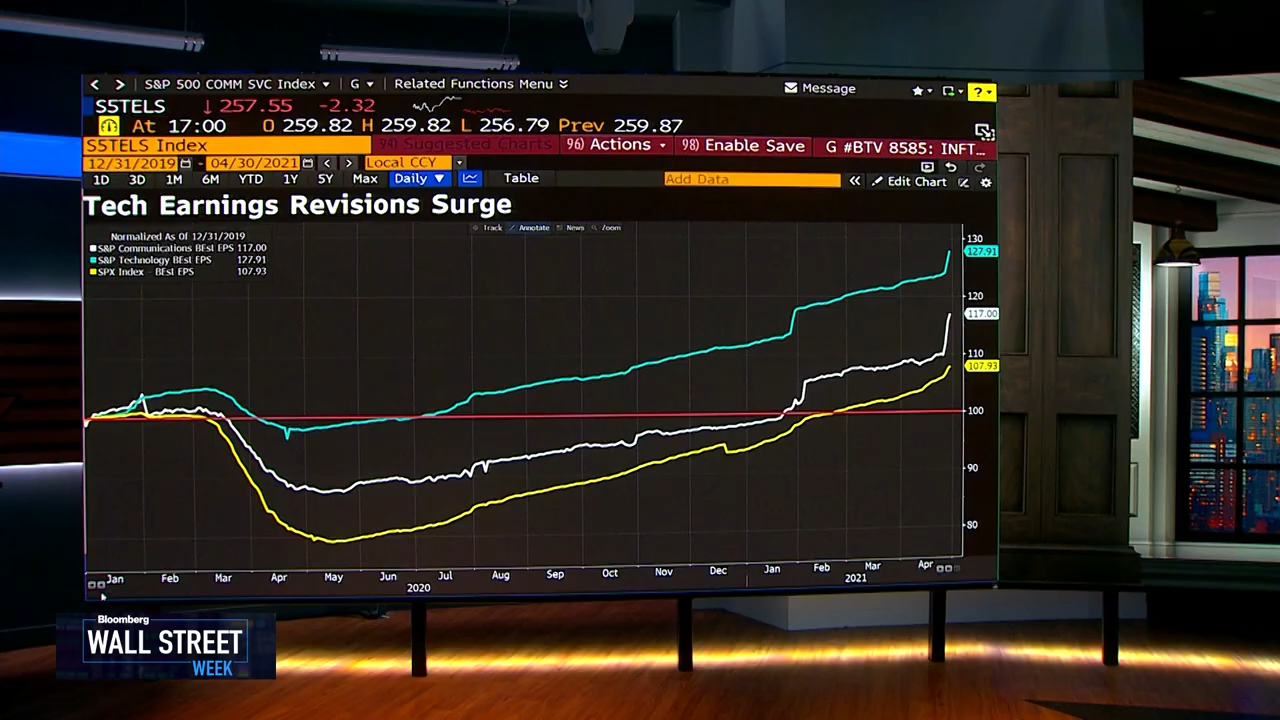 S&P 500 COMM SVC Index G Related Functions Menu Message
S5TELS ↓257.55 -2.32
At 17:00 O 259.82 H 259.82 L 256.79 Prev 259.87
S5TELS Index 94) Suggested Charts 96) Actions 98) Enable Save G #BTV 8585: INFT...
12/31/2019 - 04/30/2021 Local CCY
1D 3D 1M 6M YTD 1Y 5Y Max Daily ▼ Table Add Data Edit Chart
Tech Earnings Revisions Surge
Track Annotate News Zoom
Normalized As Of 12/31/2019
S&P Communications BEst EPS 117.00
S&P Technology BEst EPS 127.91
SPX Index - BEst EPS 107.93
130
127.91
120
117.00
110
107.93
100
90
80
Jan Feb Mar Apr May Jun Jul Aug Sep Oct Nov Dec Jan Feb Mar Apr
2020 2021
Bloomberg
WALL STREET
WEEK